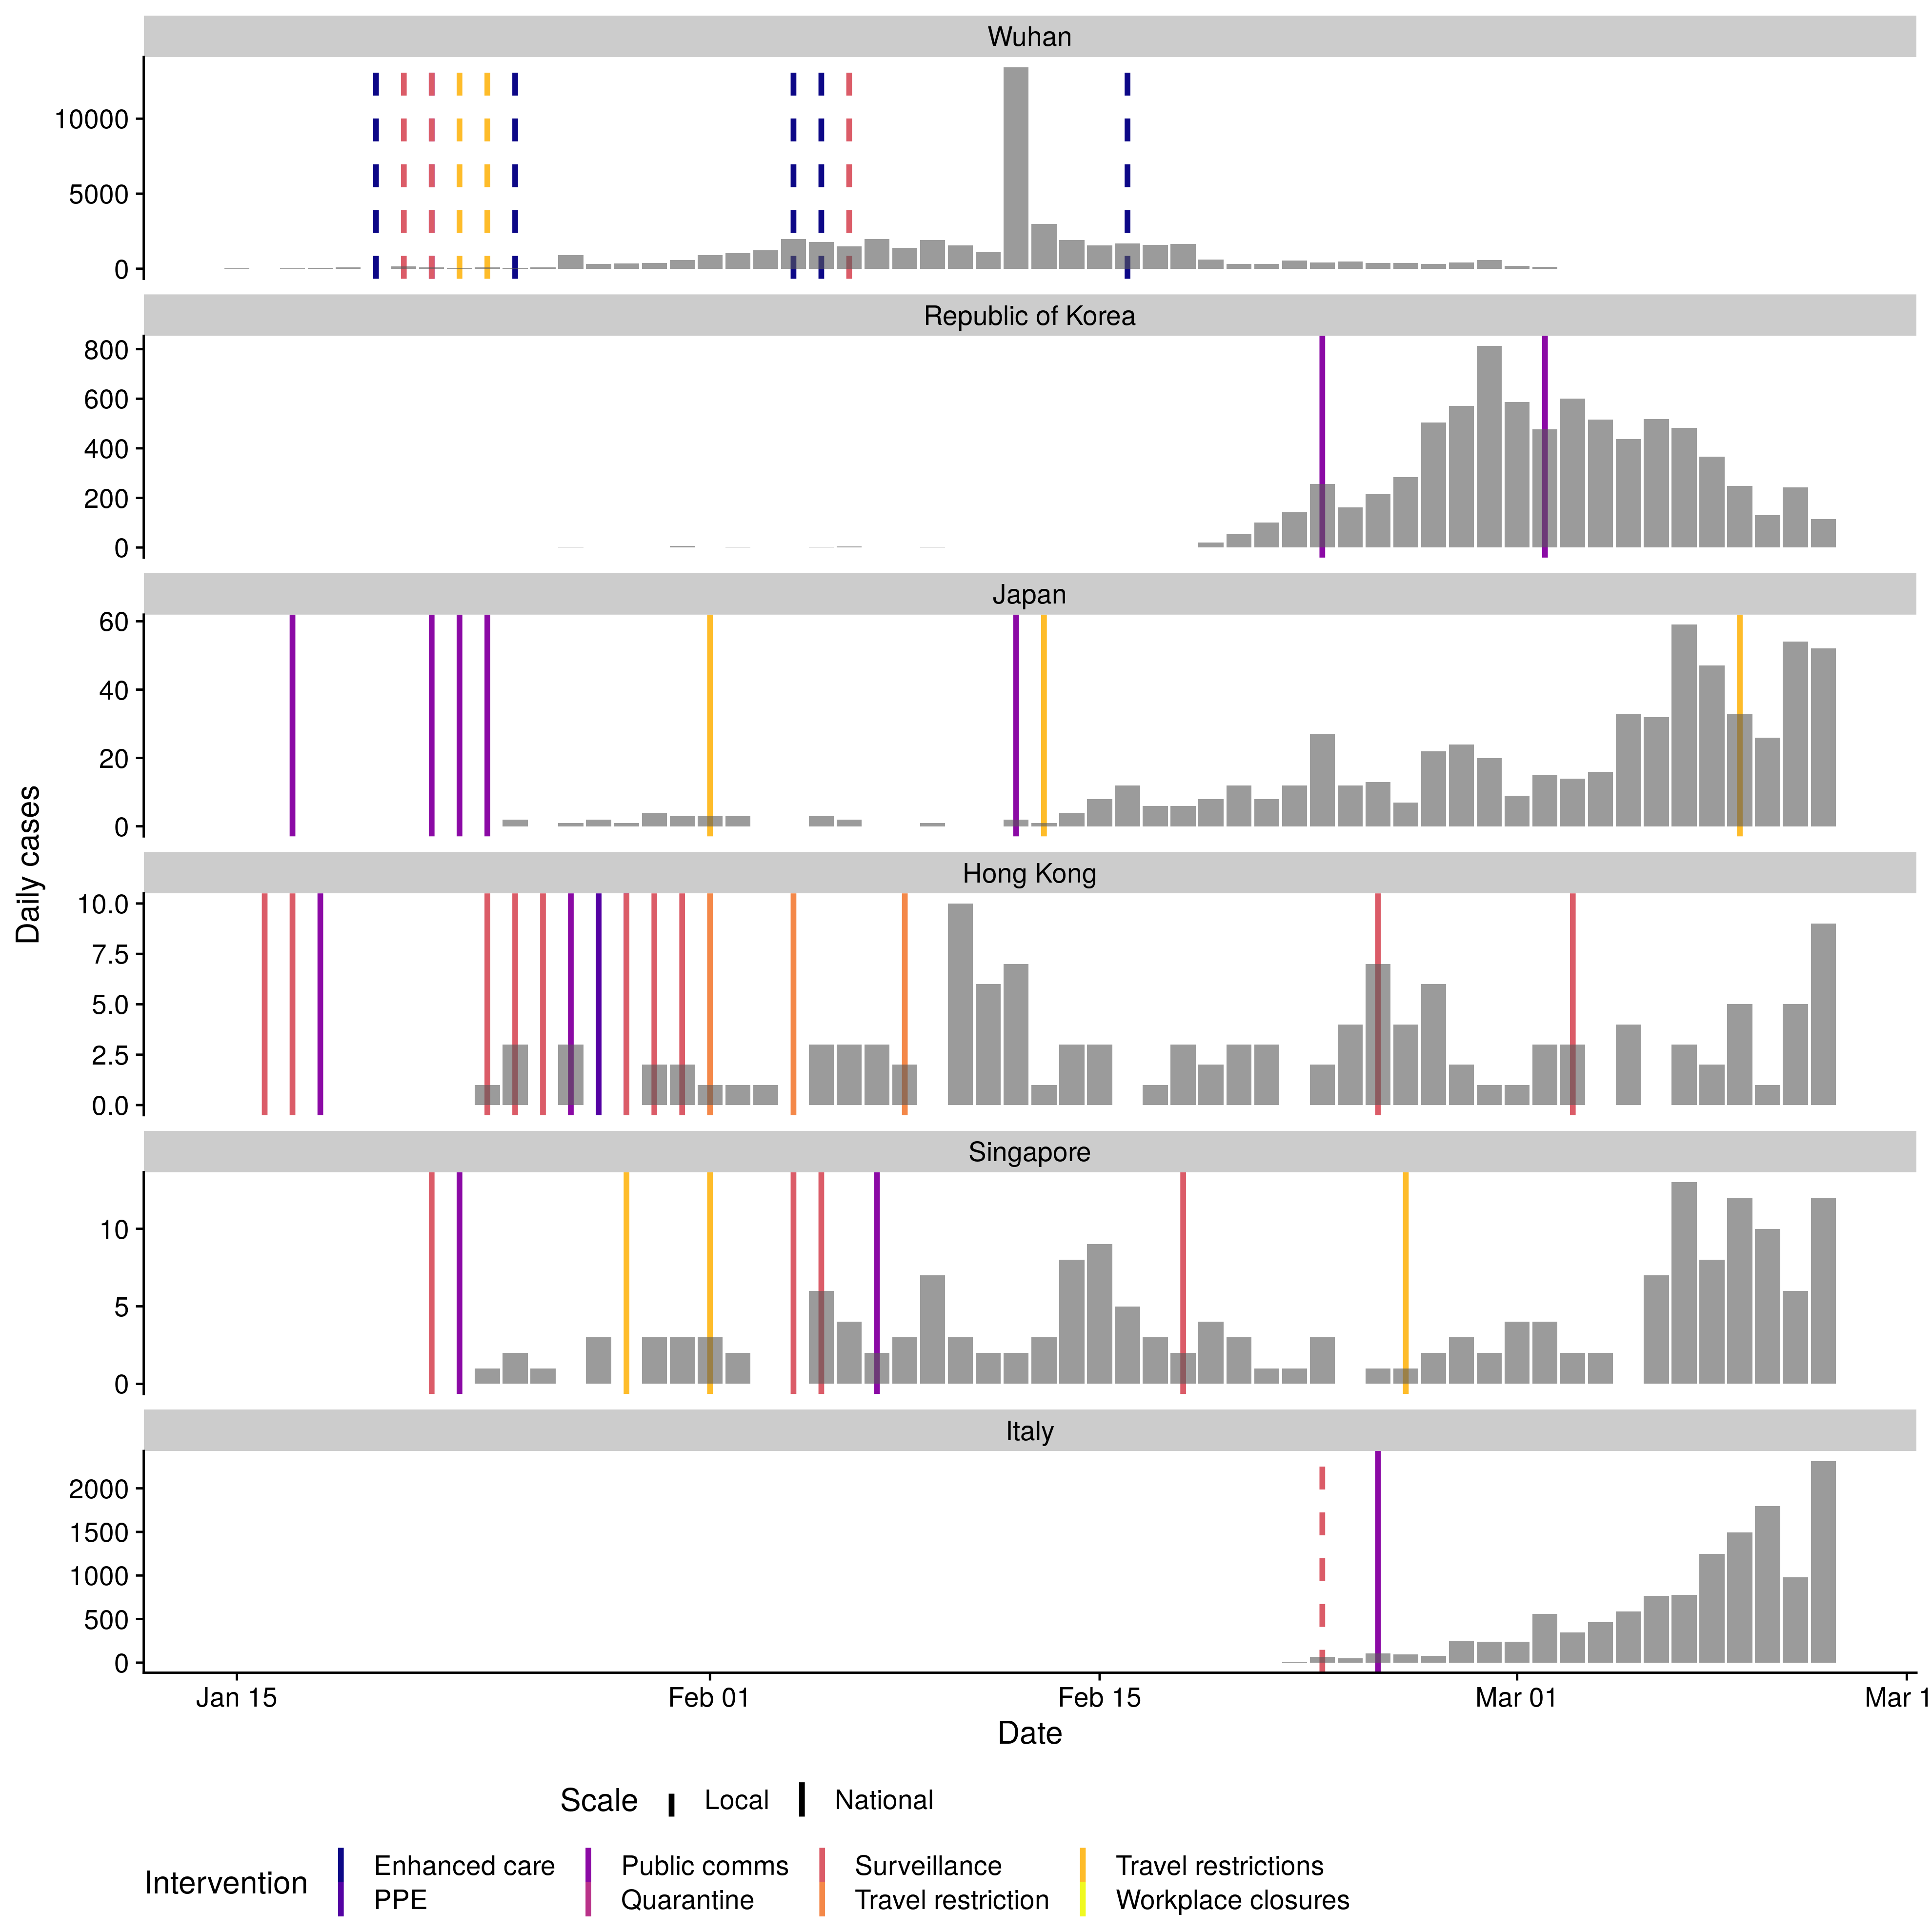 Wuhan
10000
5000
0
Republic of Korea
800
600
400
200
0
Japan
60
40
20
0
Daily cases
Hong Kong
10.0
7.5
5.0
2.5
0.0
Singapore
10
5
0
Italy
2000
1500
1000
500
0
Jan 15 Feb 01 Feb 15 Mar 01 Mar 1
Date
Scale Local National
Intervention
Enhanced care Public comms Surveillance Travel restrictions
PPE Quarantine Travel restriction Workplace closures